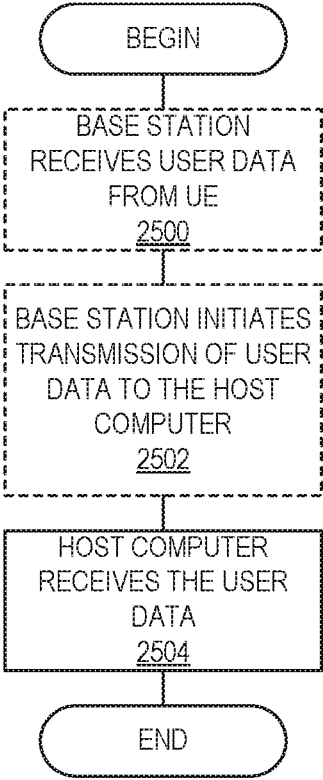 BEGIN
BASE STATION
RECEIVES USER DATA
FROM UE
2500
BASE STATION INITIATES
TRANSMISSION OF USER
DATA TO THE HOST
COMPUTER
2502
HOST COMPUTER
RECEIVES THE USER
DATA
2504
END